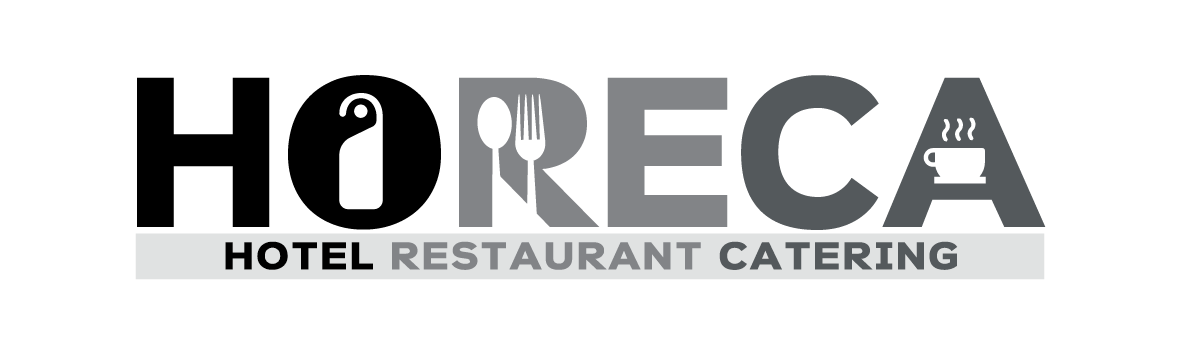 HORECA
HOTEL RESTAURANT CATERING